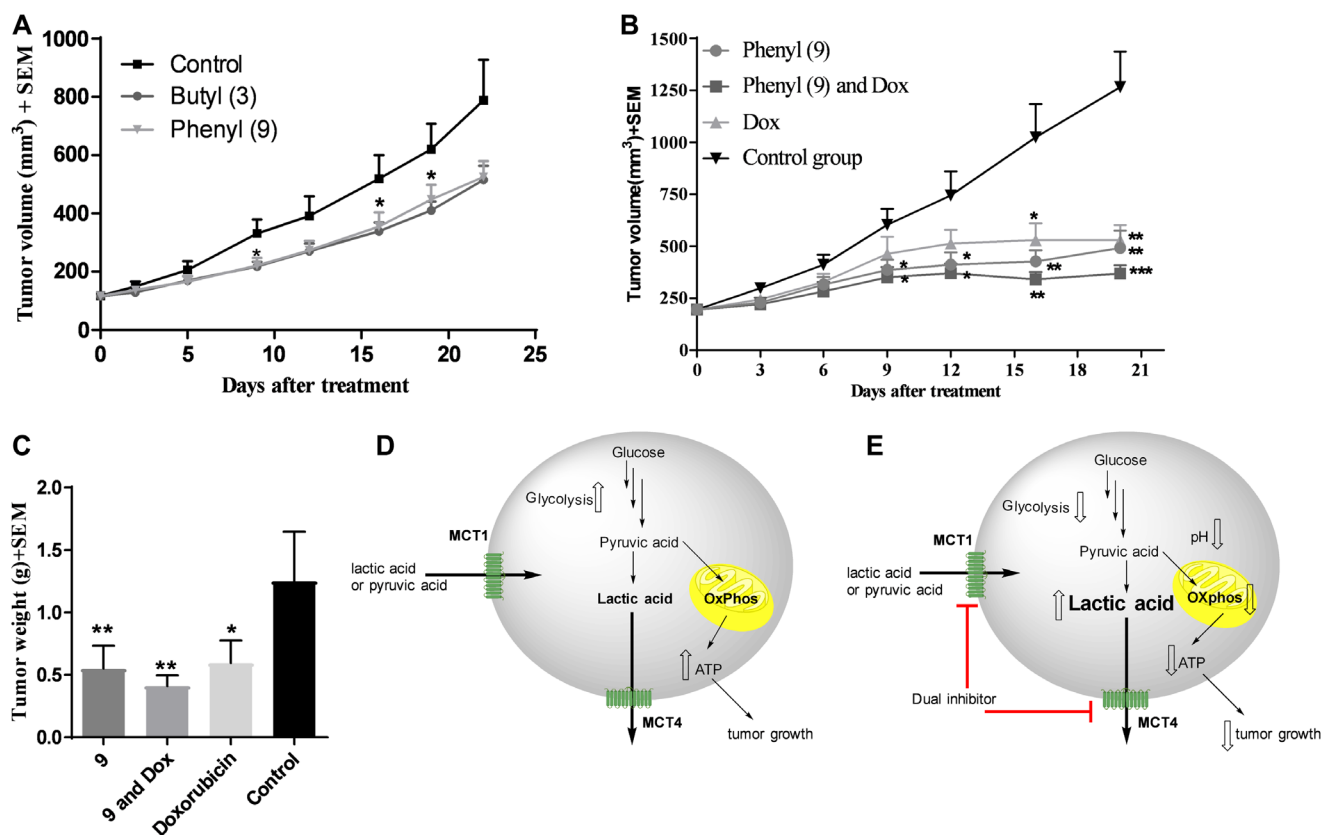 A
Tumor volume (mm³) + SEM
1000
800
600
400
200
0
Control
Butyl (3)
Phenyl (9)
*
*
*
0 5 10 15 20 25
Days after treatment
B
Tumor volume(mm³)+SEM
1500
1250
1000
750
500
250
0
Phenyl (9)
Phenyl (9) and Dox
Dox
Control group
*
*
*
*
*
**
**
**
**
***
0 3 6 9 12 15 18 21
Days after treatment
C
Tumor weight (g)+SEM
2.0
1.5
1.0
0.5
0.0
**
**
*
9
9 and Dox
Doxorubicin
Control
D
Glucose
Glycolysis
MCT1
Pyruvic acid
lactic acid
or pyruvic acid
Lactic acid
OxPhos
ATP
MCT4
tumor growth
E
Glucose
Glycolysis
pH
MCT1
Pyruvic acid
lactic acid
or pyruvic acid
Lactic acid
OXphos
ATP
Dual inhibitor
MCT4
tumor growth